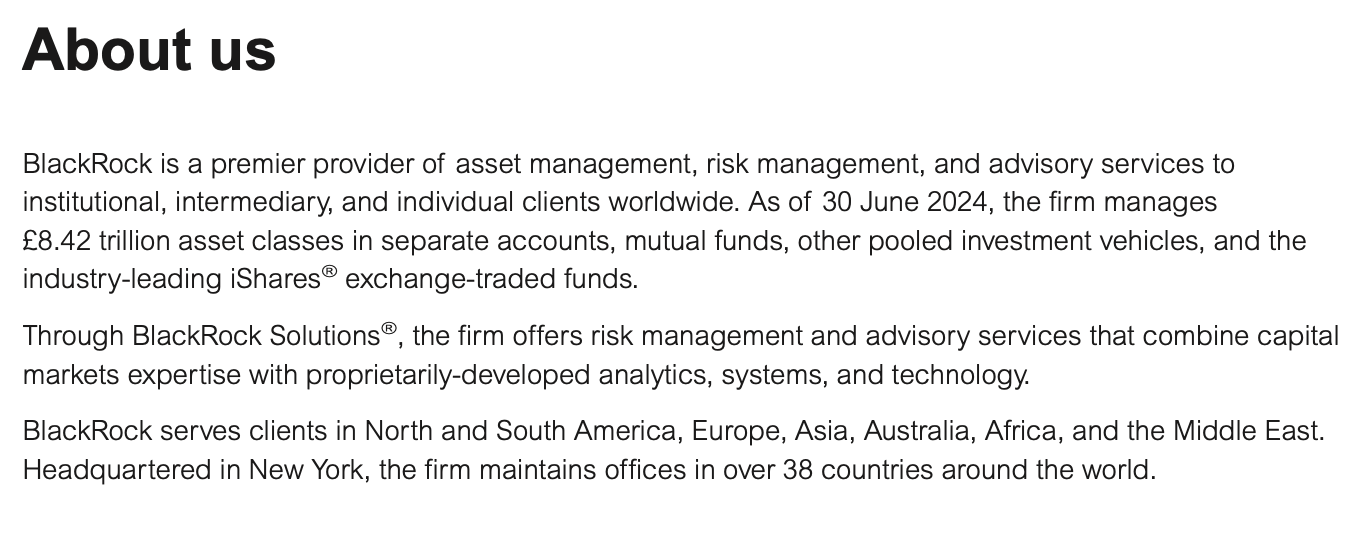 About us
BlackRock is a premier provider of asset management, risk management, and advisory services to
institutional, intermediary, and individual clients worldwide. As of 30 June 2024, the firm manages
£8.42 trillion asset classes in separate accounts, mutual funds, other pooled investment vehicles, and the
industry-leading iShares® exchange-traded funds.
Through BlackRock Solutions®, the firm offers risk management and advisory services that combine capital
markets expertise with proprietarily-developed analytics, systems, and technology.
BlackRock serves clients in North and South America, Europe, Asia, Australia, Africa, and the Middle East.
Headquartered in New York, the firm maintains offices in over 38 countries around the world.